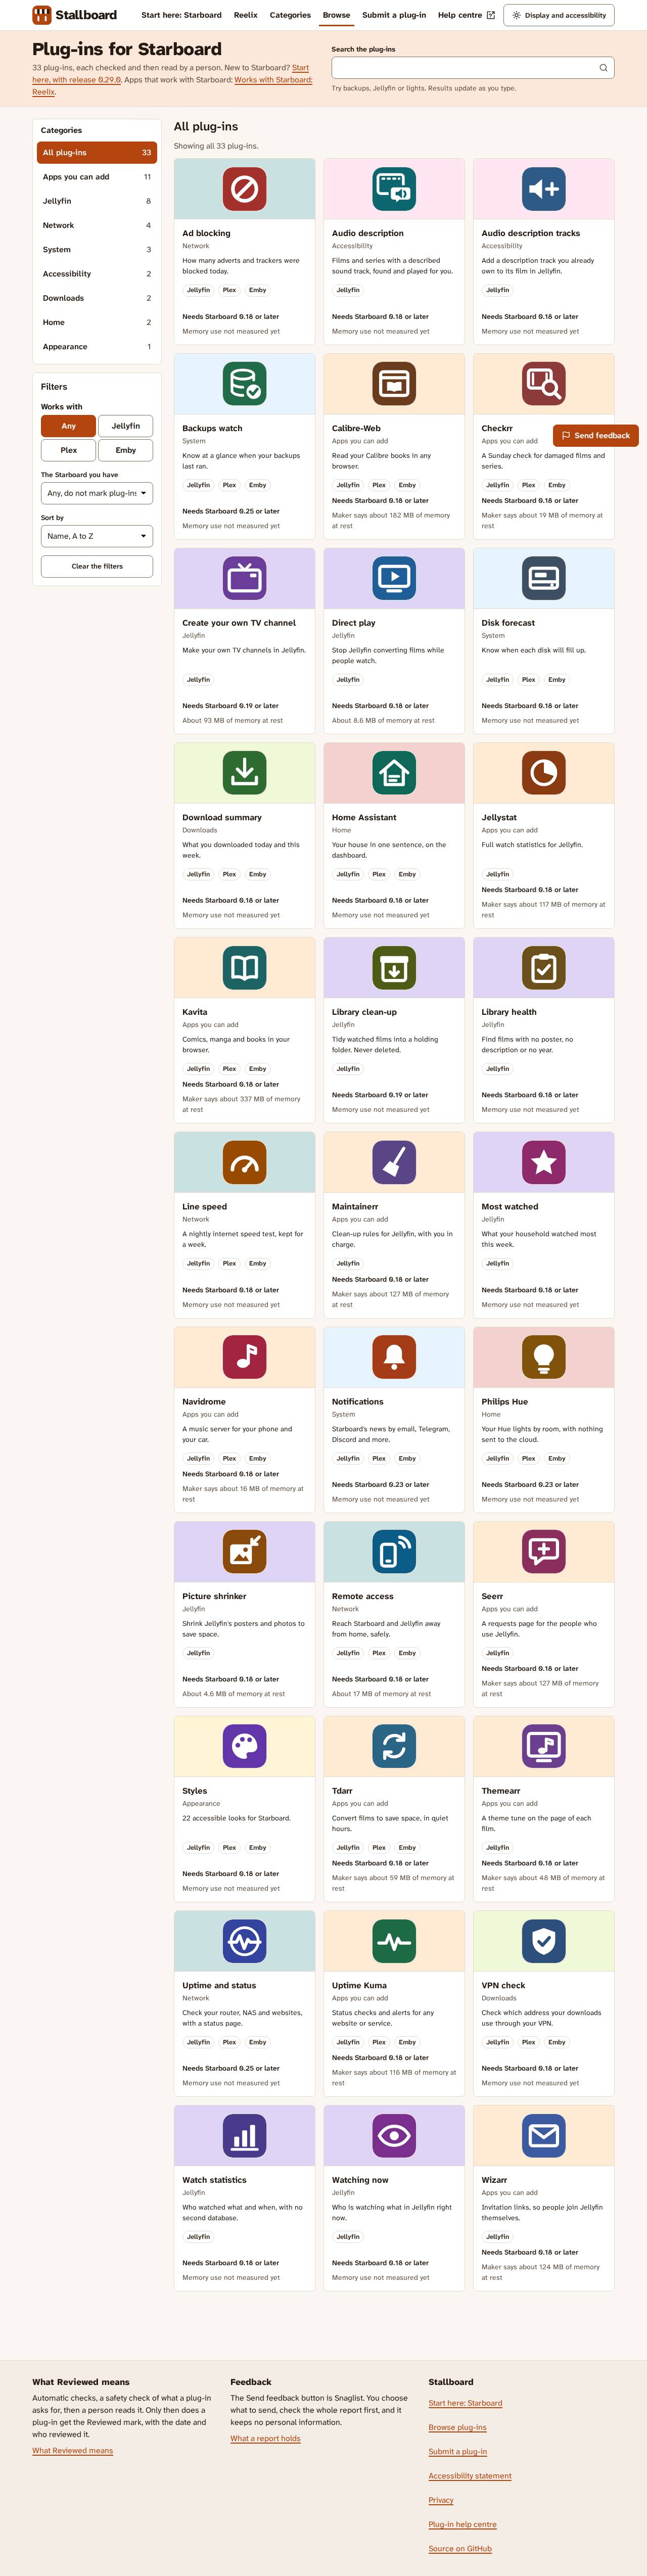 Stallboard
Start here: Starboard
Reelix
Categories
Browse
Submit a plug-in
Help centre
Display and accessibility
Plug-ins for Starboard
33 plug-ins, each checked and then read by a person. New to Starboard? Start
here, with release 0.29.0. Apps that work with Starboard: Works with Starboard:
Reelix.
Search the plug-ins
Try backups, Jellyfin or lights. Results update as you type.
Categories
All plug-ins 33
Apps you can add 11
Jellyfin 8
Network 4
System 3
Accessibility 2
Downloads 2
Home 2
Appearance 1
Filters
Works with
Any
Jellyfin
Plex
Emby
The Starboard you have
Any, do not mark plug-ins
Sort by
Name, A to Z
Clear the filters
All plug-ins
Showing all 33 plug-ins.
Ad blocking
Network
How many adverts and trackers were
blocked today.
Jellyfin Plex Emby
Needs Starboard 0.18 or later
Memory use not measured yet
Audio description
Accessibility
Films and series with a described
sound track, found and played for you.
Jellyfin
Needs Starboard 0.18 or later
Memory use not measured yet
Audio description tracks
Accessibility
Add a description track you already
own to its film in Jellyfin.
Jellyfin
Needs Starboard 0.18 or later
Memory use not measured yet
Backups watch
System
Know at a glance when your backups
last ran.
Jellyfin Plex Emby
Needs Starboard 0.25 or later
Memory use not measured yet
Calibre-Web
Apps you can add
Read your Calibre books in any
browser.
Jellyfin Plex Emby
Needs Starboard 0.18 or later
Maker says about 182 MB of memory
at rest
Checkrr
Apps you can add
A Sunday check for damaged films and
series.
Jellyfin Plex Emby
Needs Starboard 0.18 or later
Maker says about 19 MB of memory at
rest
Send feedback
Create your own TV channel
Jellyfin
Make your own TV channels in Jellyfin.
Jellyfin
Needs Starboard 0.19 or later
About 93 MB of memory at rest
Direct play
Jellyfin
Stop Jellyfin converting films while
people watch.
Jellyfin
Needs Starboard 0.18 or later
About 8.6 MB of memory at rest
Disk forecast
System
Know when each disk will fill up.
Jellyfin Plex Emby
Needs Starboard 0.18 or later
Memory use not measured yet
Download summary
Downloads
What you downloaded today and this
week.
Jellyfin Plex Emby
Needs Starboard 0.18 or later
Memory use not measured yet
Home Assistant
Home
Your house in one sentence, on the
dashboard.
Jellyfin Plex Emby
Needs Starboard 0.18 or later
Memory use not measured yet
Jellystat
Apps you can add
Full watch statistics for Jellyfin.
Jellyfin
Needs Starboard 0.18 or later
Maker says about 117 MB of memory at
rest
Kavita
Apps you can add
Comics, manga and books in your
browser.
Jellyfin Plex Emby
Needs Starboard 0.18 or later
Maker says about 337 MB of memory
at rest
Library clean-up
Jellyfin
Tidy watched films into a holding
folder. Never deleted.
Jellyfin
Needs Starboard 0.19 or later
Memory use not measured yet
Library health
Jellyfin
Find films with no poster, no
description or no year.
Jellyfin
Needs Starboard 0.18 or later
Memory use not measured yet
Line speed
Network
A nightly internet speed test, kept for
a week.
Jellyfin Plex Emby
Needs Starboard 0.18 or later
Memory use not measured yet
Maintainerr
Apps you can add
Clean-up rules for Jellyfin, with you in
charge.
Jellyfin
Needs Starboard 0.18 or later
Maker says about 127 MB of memory
at rest
Most watched
Jellyfin
What your household watched most
this week.
Jellyfin
Needs Starboard 0.18 or later
Memory use not measured yet
Navidrome
Apps you can add
A music server for your phone and
your car.
Jellyfin Plex Emby
Needs Starboard 0.18 or later
Maker says about 16 MB of memory at
rest
Notifications
System
Starboard's news by email, Telegram,
Discord and more.
Jellyfin Plex Emby
Needs Starboard 0.23 or later
Memory use not measured yet
Philips Hue
Home
Your Hue lights by room, with nothing
sent to the cloud.
Jellyfin Plex Emby
Needs Starboard 0.23 or later
Memory use not measured yet
Picture shrinker
Jellyfin
Shrink Jellyfin's posters and photos to
save space.
Jellyfin
Needs Starboard 0.18 or later
About 4.6 MB of memory at rest
Remote access
Network
Reach Starboard and Jellyfin away
from home, safely.
Jellyfin Plex Emby
Needs Starboard 0.18 or later
About 17 MB of memory at rest
Seerr
Apps you can add
A requests page for the people who
use Jellyfin.
Jellyfin
Needs Starboard 0.18 or later
Maker says about 127 MB of memory
at rest
Styles
Appearance
22 accessible looks for Starboard.
Jellyfin Plex Emby
Needs Starboard 0.18 or later
Memory use not measured yet
Tdarr
Apps you can add
Convert films to save space, in quiet
hours.
Jellyfin Plex Emby
Needs Starboard 0.18 or later
Maker says about 59 MB of memory at
rest
Themearr
Apps you can add
A theme tune on the page of each
film.
Jellyfin
Needs Starboard 0.18 or later
Maker says about 48 MB of memory at
rest
Uptime and status
Network
Check your router, NAS and websites,
with a status page.
Jellyfin Plex Emby
Needs Starboard 0.25 or later
Memory use not measured yet
Uptime Kuma
Apps you can add
Status checks and alerts for any
website or service.
Jellyfin Plex Emby
Needs Starboard 0.18 or later
Maker says about 116 MB of memory at
rest
VPN check
Downloads
Check which address your downloads
use through your VPN.
Jellyfin Plex Emby
Needs Starboard 0.18 or later
Memory use not measured yet
Watch statistics
Jellyfin
Who watched what and when, with no
second database.
Jellyfin
Needs Starboard 0.18 or later
Memory use not measured yet
Watching now
Jellyfin
Who is watching what in Jellyfin right
now.
Jellyfin
Needs Starboard 0.18 or later
Memory use not measured yet
Wizarr
Apps you can add
Invitation links, so people join Jellyfin
themselves.
Jellyfin
Needs Starboard 0.18 or later
Maker says about 124 MB of memory
at rest
What Reviewed means
Automatic checks, a safety check of what a plug-in
asks for, then a person reads it. Only then does a
plug-in get the Reviewed mark, with the date and
who reviewed it.
What Reviewed means
Feedback
The Send feedback button is Snaglist. You choose
what to send, check the whole report first, and it
keeps no personal information.
What a report holds
Stallboard
Start here: Starboard
Browse plug-ins
Submit a plug-in
Accessibility statement
Privacy
Plug-in help centre
Source on GitHub